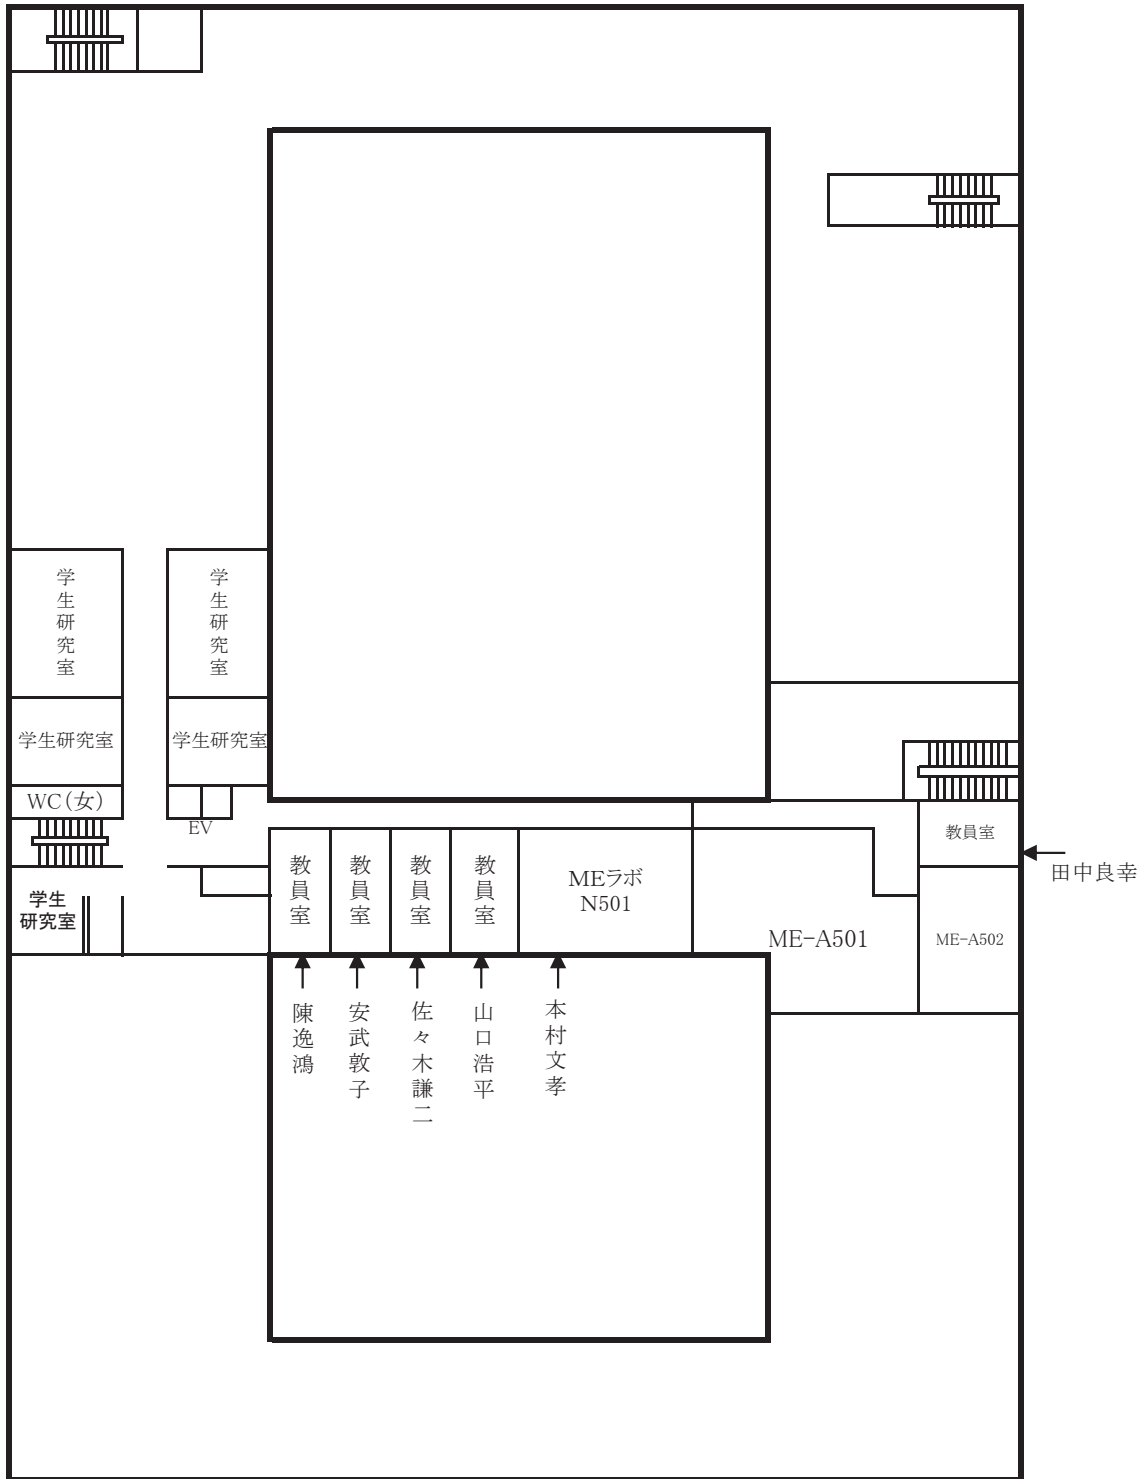 学生研究室
学生研究室
学生研究室
学生研究室
WC(女)
EV
教員室
田中良幸
学生
研究室
教員室
教員室
教員室
教員室
MEラボ
N501
ME-A501
ME-A502
陳逸鴻
安武敦子
佐々木謙二
山口浩平
本村文孝